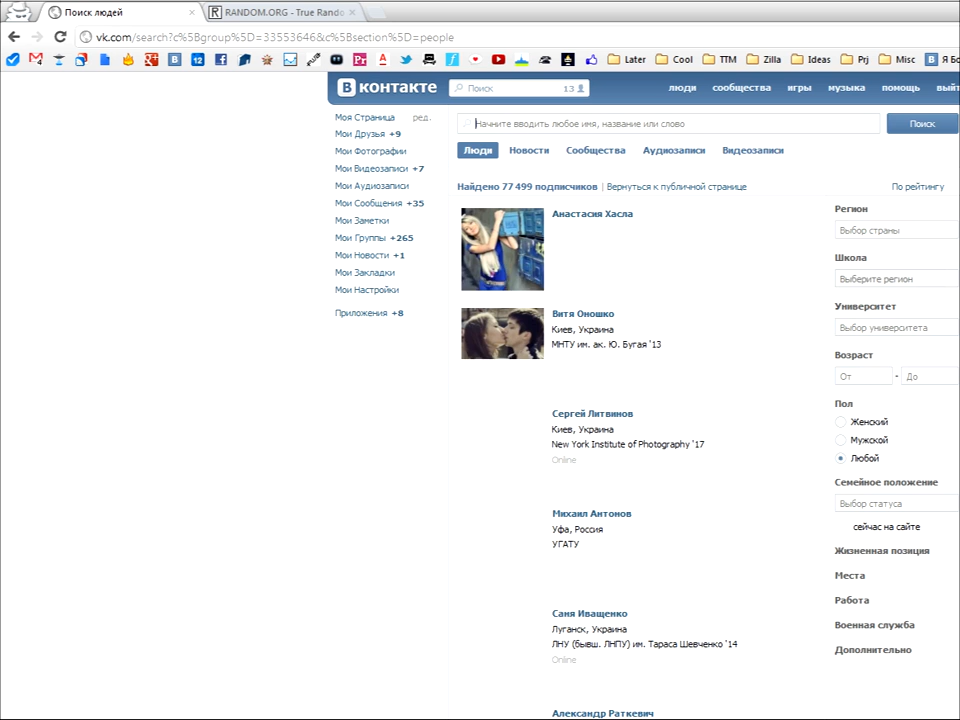 Поиск людей
RANDOM.ORG - True Rando
vk.com/search?c%5Bgroup%5D=33553646&c%5Bsection%5D=people
Later
Cool
TTM
Zilla
Ideas
Prj
Misc
Я Бо
В контакте
Поиск
13
люди
сообщества
игры
музыка
помощь
выйт
Моя Страница ред.
Мои Друзья +9
Мои Фотографии
Мои Видеозаписи +7
Мои Аудиозаписи
Мои Сообщения +35
Мои Заметки
Мои Группы +265
Мои Новости +1
Мои Закладки
Мои Настройки
Приложения +8
Начните вводить любое имя, название или слово
Поиск
Люди
Новости
Сообщества
Аудиозаписи
Видеозаписи
Найдено 77 499 подписчиков | Вернуться к публичной странице
По рейтингу
Анастасия Хасла
Витя Оношко
Киев, Украина
МНТУ им. ак. Ю. Бугая '13
Сергей Литвинов
Киев, Украина
New York Institute of Photography '17
Online
Михаил Антонов
Уфа, Россия
УГАТУ
Саня Иващенко
Луганск, Украина
ЛНУ (бывш. ЛНПУ) им. Тараса Шевченко '14
Online
Александр Раткевич
Регион
Выбор страны
Школа
Выберите регион
Университет
Выбор университета
Возраст
От - До
Пол
Женский
Мужской
Любой
Семейное положение
Выбор статуса
сейчас на сайте
Жизненная позиция
Места
Работа
Военная служба
Дополнительно